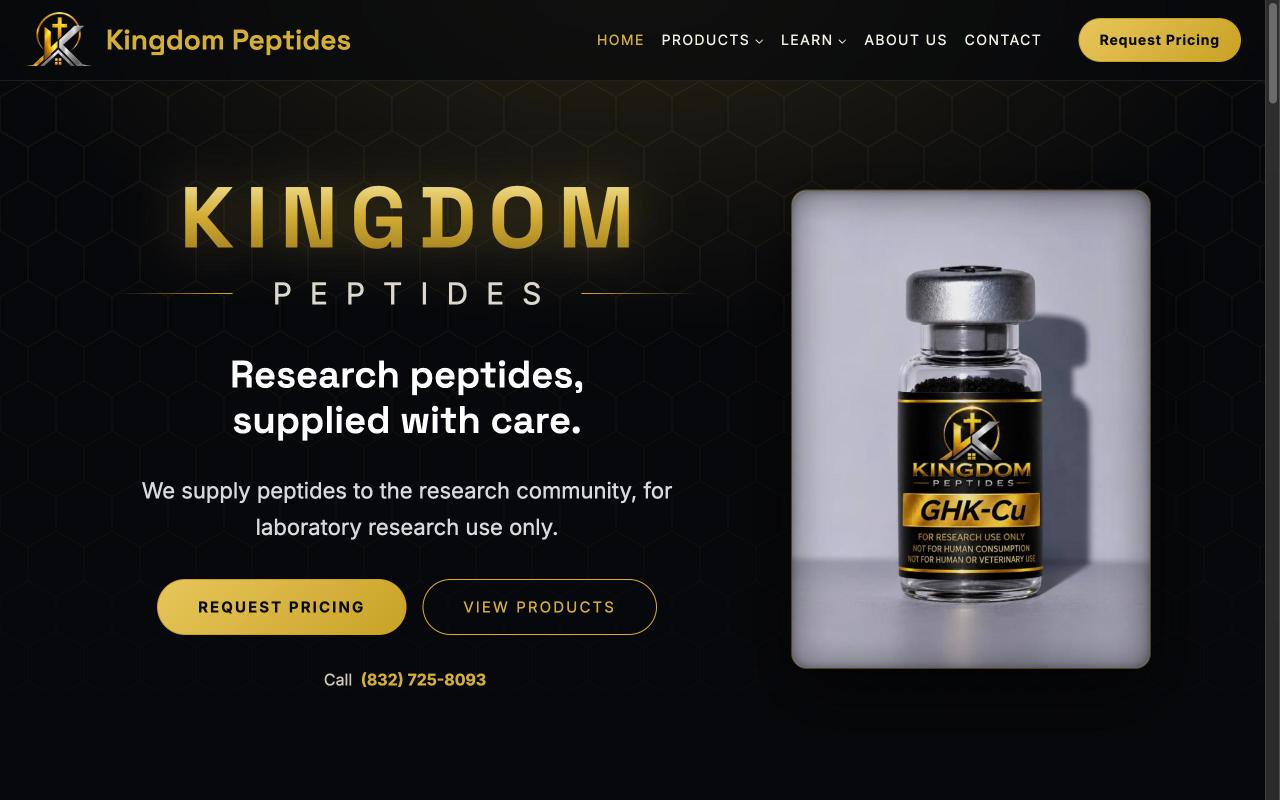 Kingdom Peptides
HOME PRODUCTS LEARN ABOUT US CONTACT Request Pricing
KINGDOM
PEPTIDES
Research peptides,
supplied with care.
We supply peptides to the research community, for
laboratory research use only.
REQUEST PRICING VIEW PRODUCTS
Call (832) 725-8093
KINGDOM
PEPTIDES
GHK-Cu
FOR RESEARCH USE ONLY
NOT FOR HUMAN CONSUMPTION
NOT FOR HUMAN OR VETERINARY USE